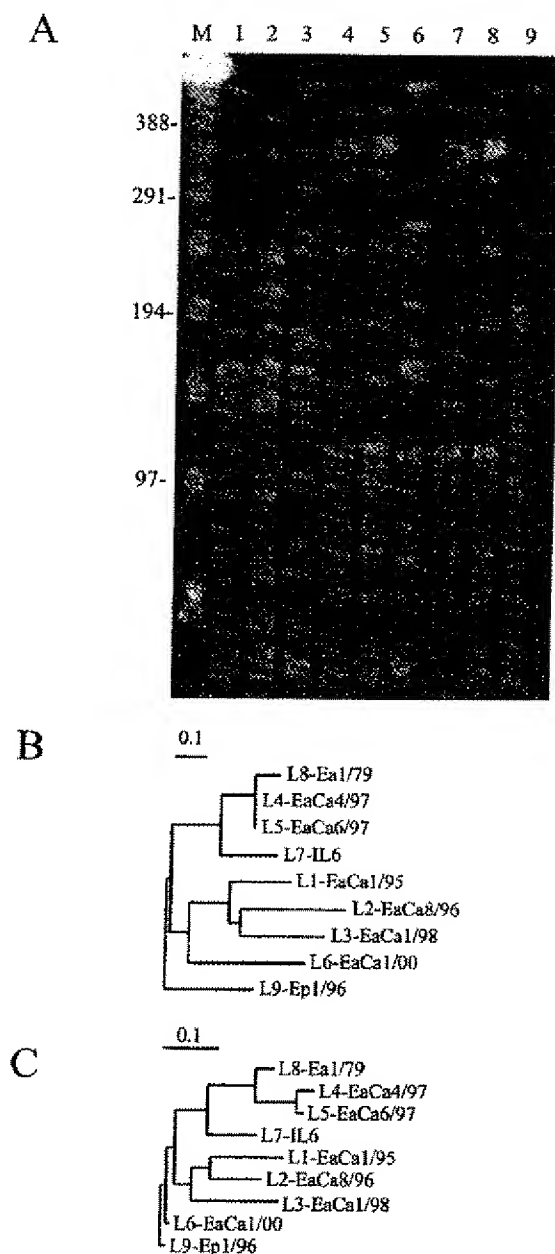 A
M 1 2 3 4 5 6 7 8 9
388-
291-
194-
97-
B
0.1
L8-Ea1/79
L4-EaCa4/97
L5-EaCa6/97
L7-IL6
L1-EaCa1/95
L2-EaCa8/96
L3-EaCa1/98
L6-EaCa1/00
L9-Ep1/96
C
0.1
L8-Ea1/79
L4-EaCa4/97
L5-EaCa6/97
L7-IL6
L1-EaCa1/95
L2-EaCa8/96
L3-EaCa1/98
L6-EaCa1/00
L9-Ep1/96